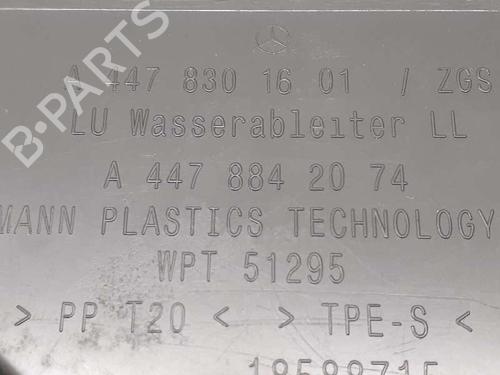 A 447 830 16 01 / ZGS
LU Wasserableiter LL
A 447 884 20 74
MANN PLASTICS TECHNOLOGY
WPT 51295
> PP T20 < > TPE-S <
B-PARTS